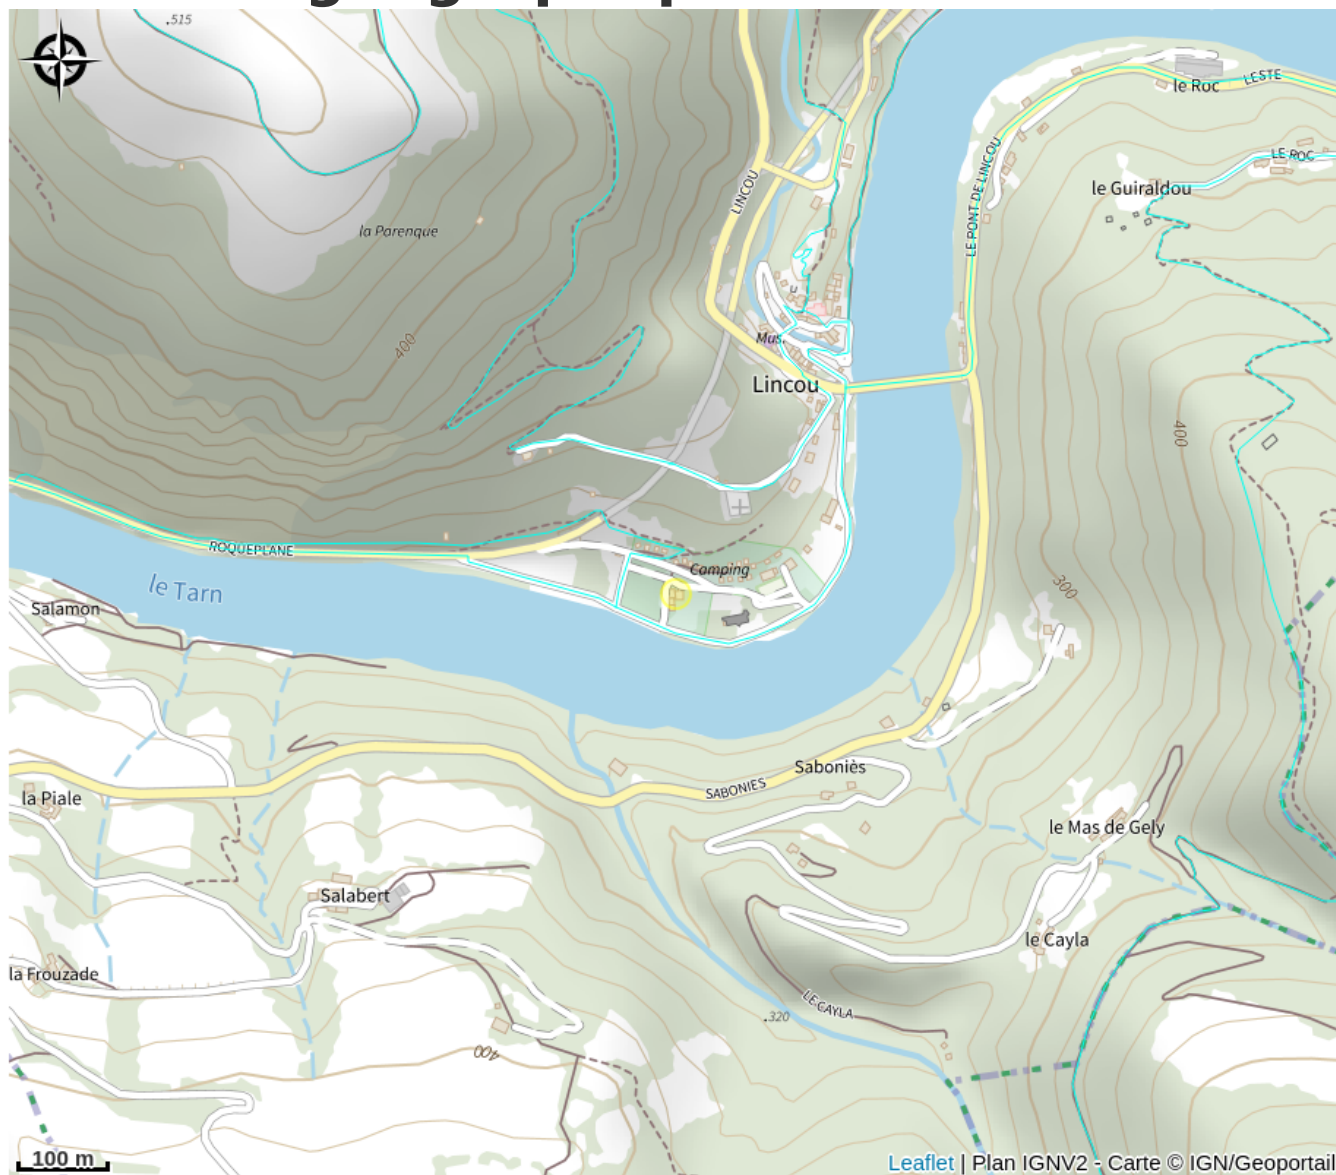 .515
le Roc
LESTE
LE ROC
le Guiraldou
LINCOU
LE PONT DE LINCOU
la Parenque
400
Mus.
Lincou
400
ROQUEPLANE
le Tarn
Camping
300
Salamon
Saboniès
SABONIES
la Piale
le Mas de Gely
Salabert
le Cayla
la Frouzade
LE CAYLA
.320
400
100 m
Leaflet | Plan IGNV2 - Carte © IGN/Geoportail